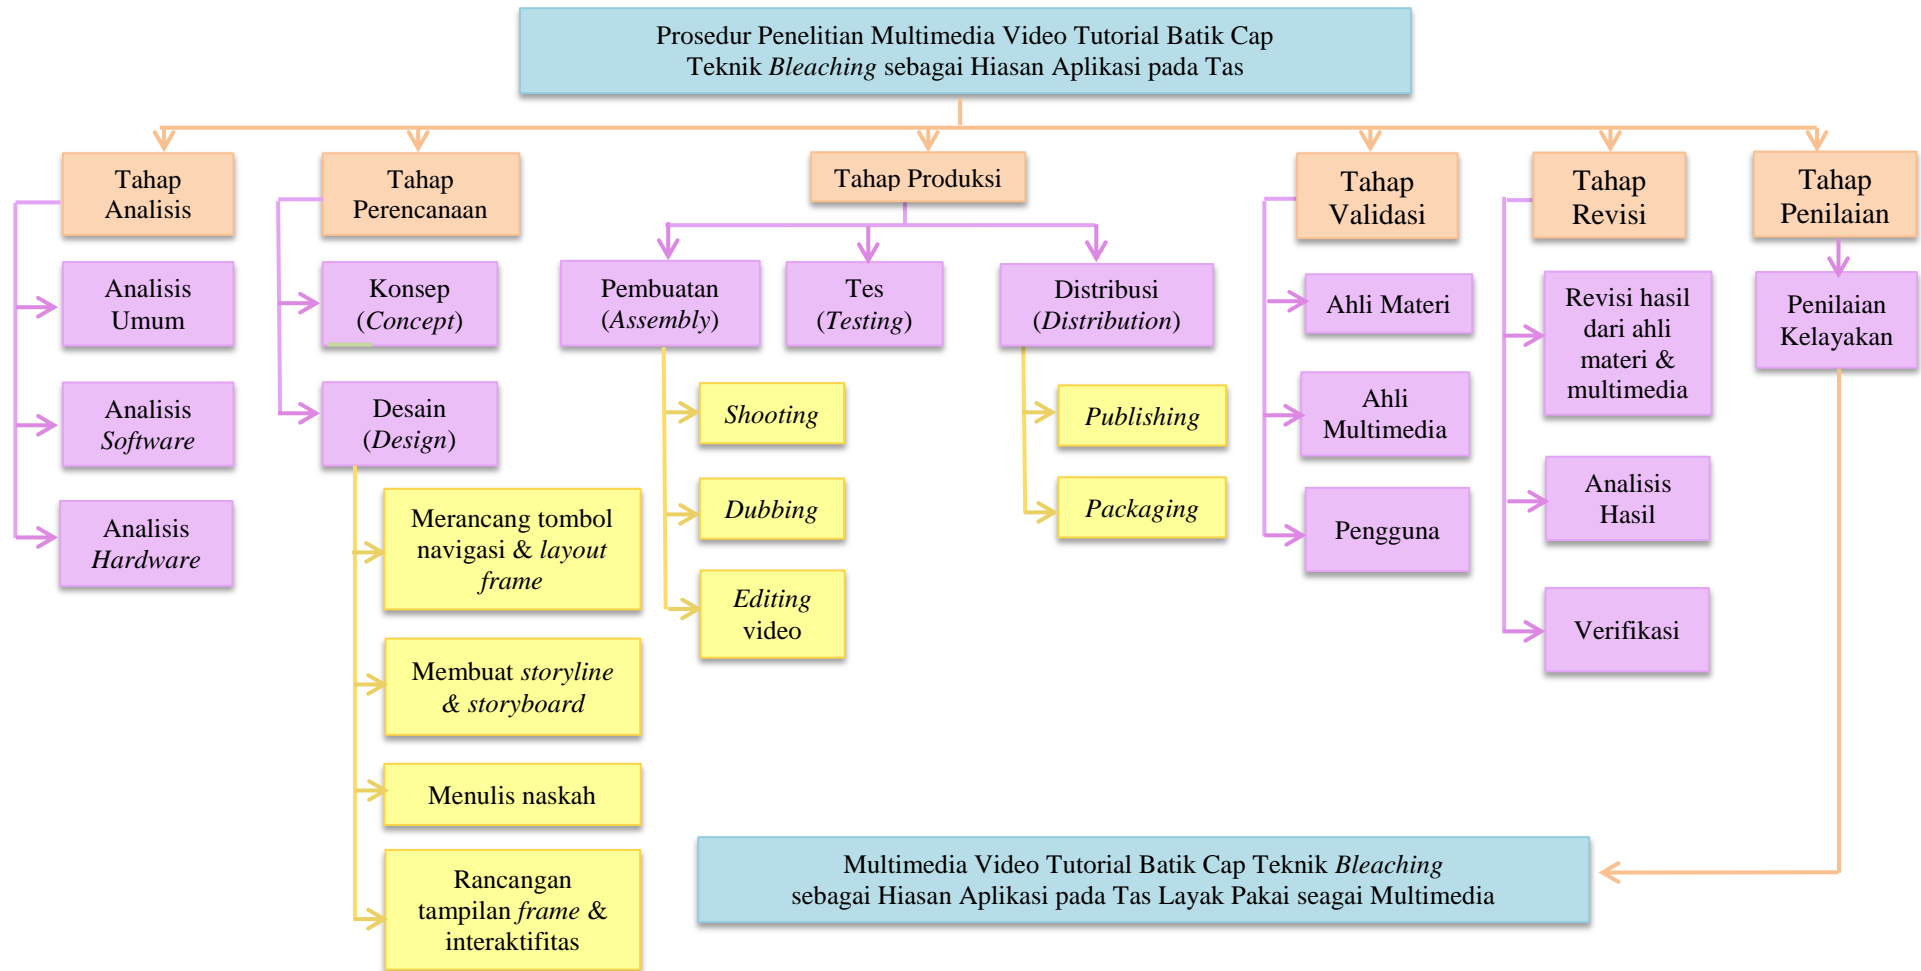 Prosedur Penelitian Multimedia Video Tutorial Batik Cap
Teknik Bleaching sebagai Hiasan Aplikasi pada Tas
Tahap
Analisis
Analisis
Umum
Analisis
Software
Analisis
Hardware
Tahap
Perencanaan
Konsep
(Concept)
Desain
(Design)
Merancang tombol
navigasi & layout
frame
Membuat storyline
& storyboard
Menulis naskah
Rancangan
tampilan frame &
interaktifitas
Tahap Produksi
Pembuatan
(Assembly)
Shooting
Dubbing
Editing
video
Tes
(Testing)
Distribusi
(Distribution)
Publishing
Packaging
Tahap
Validasi
Ahli Materi
Ahli
Multimedia
Pengguna
Tahap
Revisi
Revisi hasil
dari ahli
materi &
multimedia
Analisis
Hasil
Verifikasi
Tahap
Penilaian
Penilaian
Kelayakan
Multimedia Video Tutorial Batik Cap Teknik Bleaching
sebagai Hiasan Aplikasi pada Tas Layak Pakai seagai Multimedia